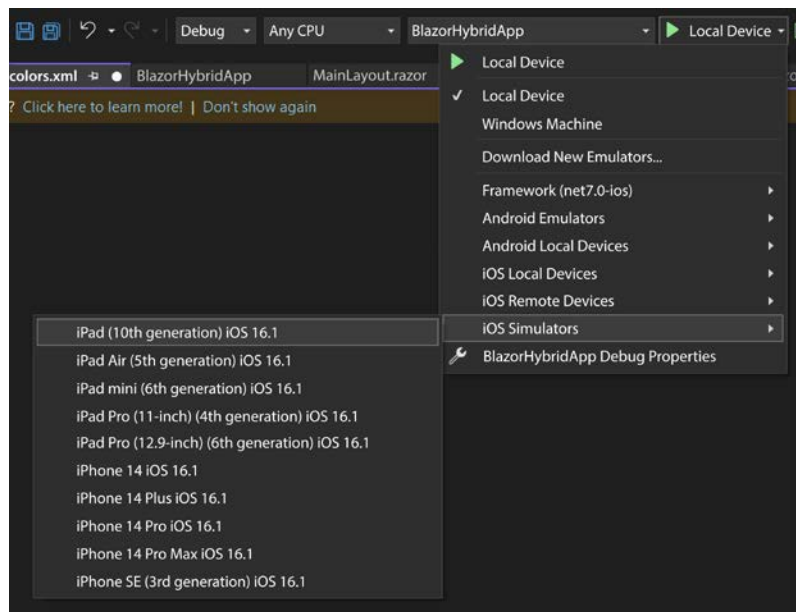 Debug Any CPU BlazorHybridApp Local Device
colors.xml BlazorHybridApp MainLayout.razor
? Click here to learn more! | Don't show again
Local Device
Local Device
Windows Machine
Download New Emulators...
Framework (net7.0-ios)
Android Emulators
Android Local Devices
iOS Local Devices
iOS Remote Devices
iOS Simulators
BlazorHybridApp Debug Properties
iPad (10th generation) iOS 16.1
iPad Air (5th generation) iOS 16.1
iPad mini (6th generation) iOS 16.1
iPad Pro (11-inch) (4th generation) iOS 16.1
iPad Pro (12.9-inch) (6th generation) iOS 16.1
iPhone 14 iOS 16.1
iPhone 14 Plus iOS 16.1
iPhone 14 Pro iOS 16.1
iPhone 14 Pro Max iOS 16.1
iPhone SE (3rd generation) iOS 16.1